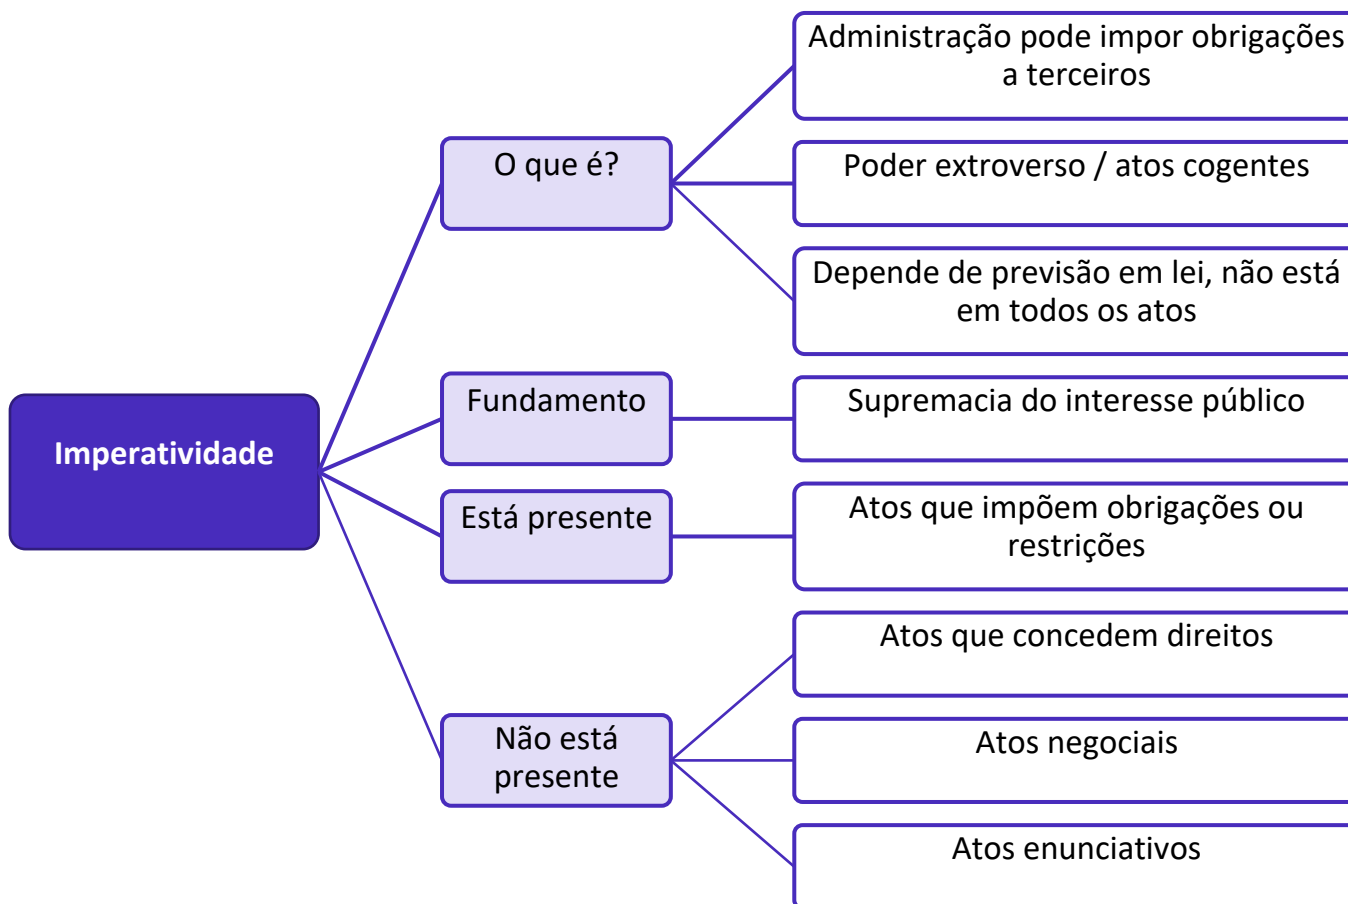 Imperatividade
O que é?
Administração pode impor obrigações
a terceiros
Poder extroverso / atos cogentes
Depende de previsão em lei, não está
em todos os atos
Fundamento
Supremacia do interesse público
Está presente
Atos que impõem obrigações ou
restrições
Não está
presente
Atos que concedem direitos
Atos negociais
Atos enunciativos